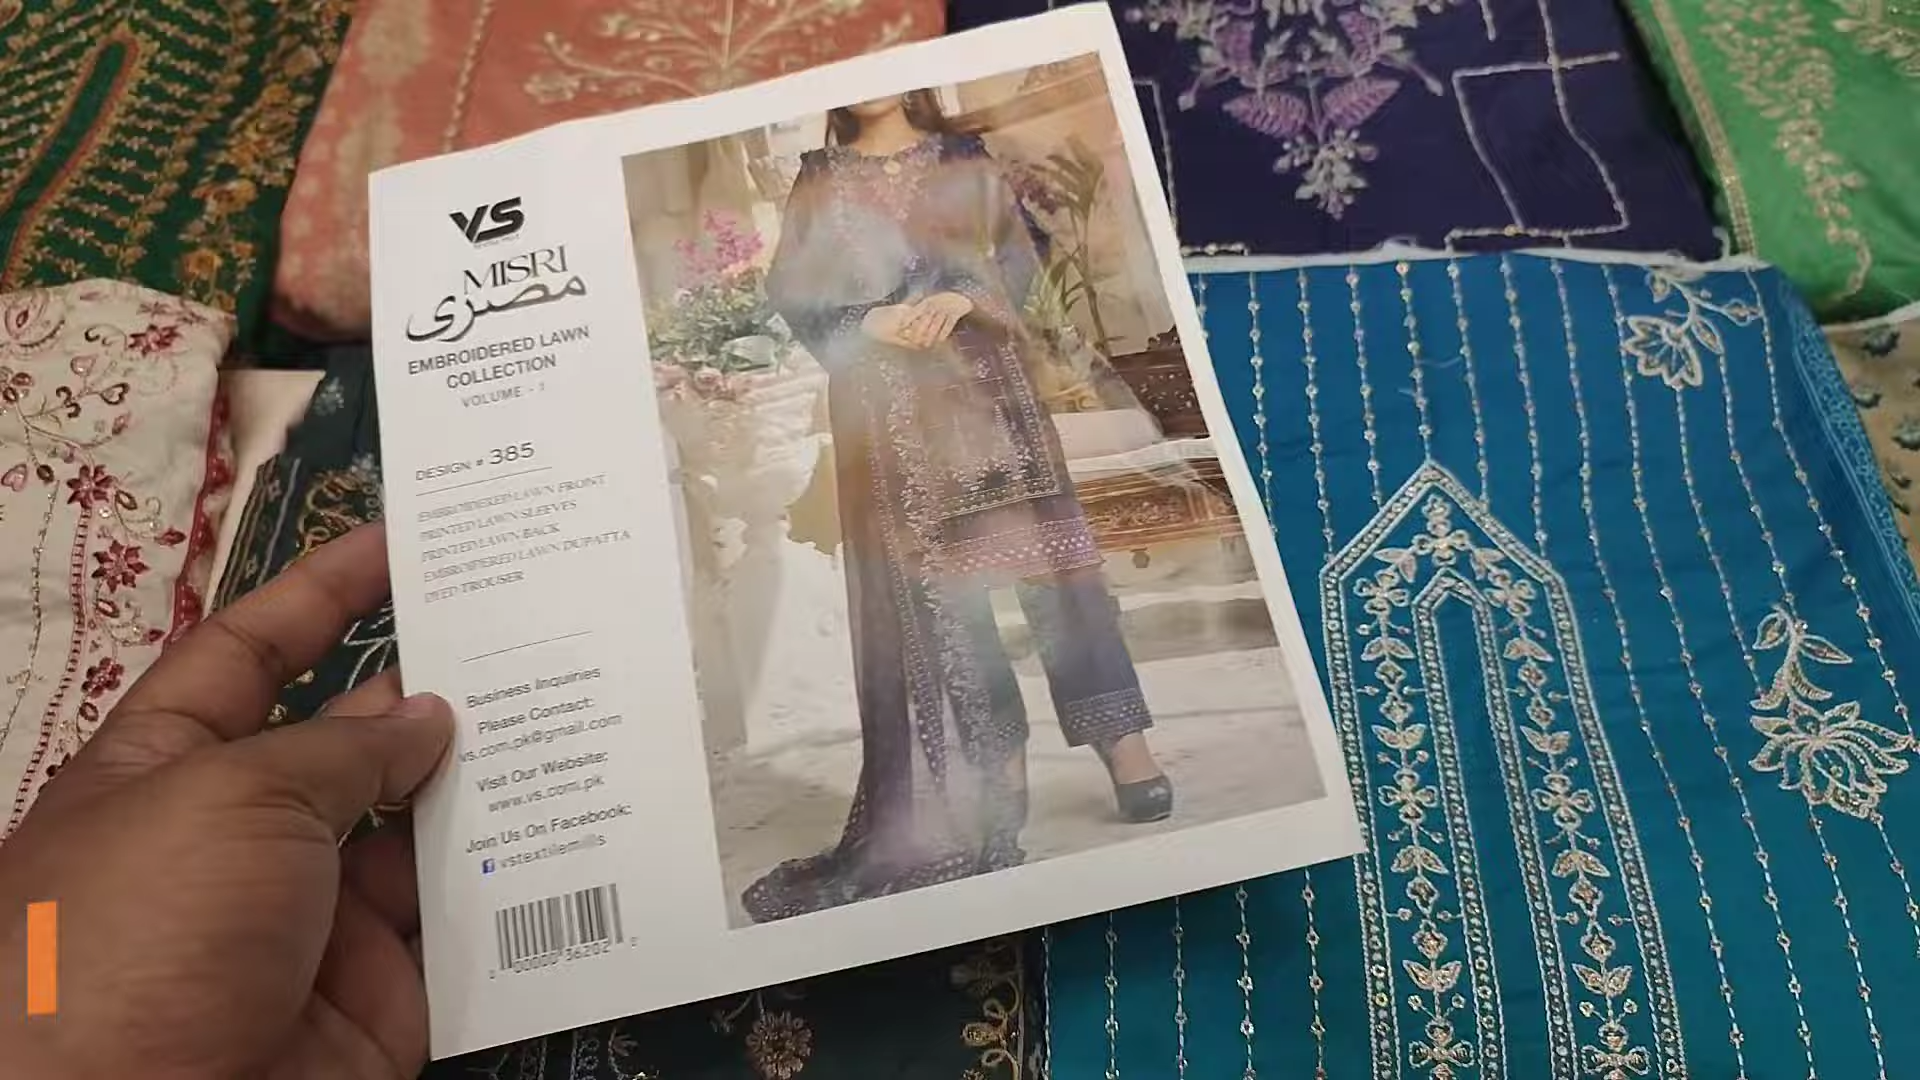 VS
MISRI
مصری
EMBROIDERED LAWN
COLLECTION
VOLUME - 1
DESIGN # 385
EMBROIDERED LAWN FRONT
PRINTED LAWN SLEEVES
PRINTED LAWN BACK
EMBROIDERED LAWN DUPATTA
DYED TROUSER
Business Inquiries
Please Contact:
vs.com.pk@gmail.com
Visit Our Website:
www.vs.com.pk
Join Us On Facebook:
vstextilemills
00000 36202